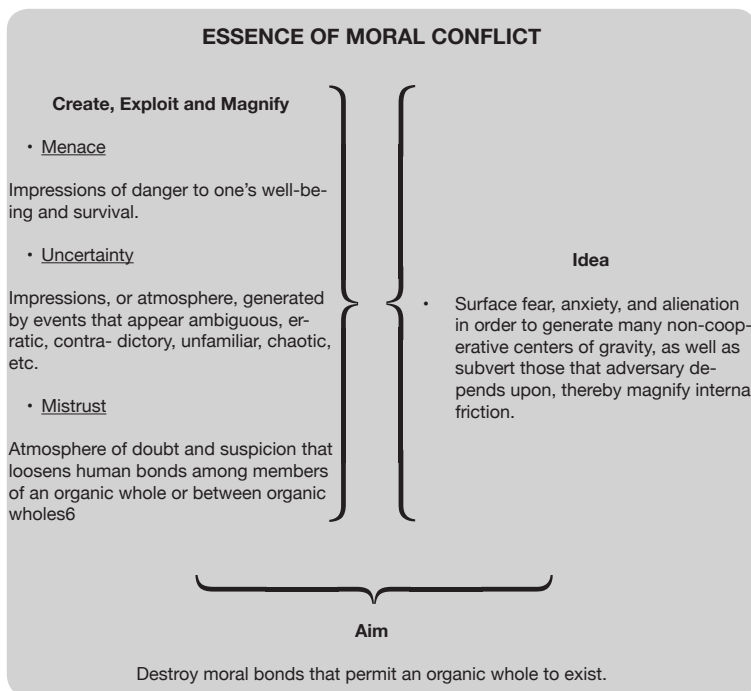 ESSENCE OF MORAL CONFLICT
Create, Exploit and Magnify
• Menace
Impressions of danger to one's well-be-
ing and survival.
• Uncertainty
Impressions, or atmosphere, generated
by events that appear ambiguous, er-
ratic, contra- dictory, unfamiliar, chaotic,
etc.
• Mistrust
Atmosphere of doubt and suspicion that
loosens human bonds among members
of an organic whole or between organic
wholes6
Idea
• Surface fear, anxiety, and alienation
in order to generate many non-coop-
erative centers of gravity, as well as
subvert those that adversary de-
pends upon, thereby magnify interna
friction.
Aim
Destroy moral bonds that permit an organic whole to exist.